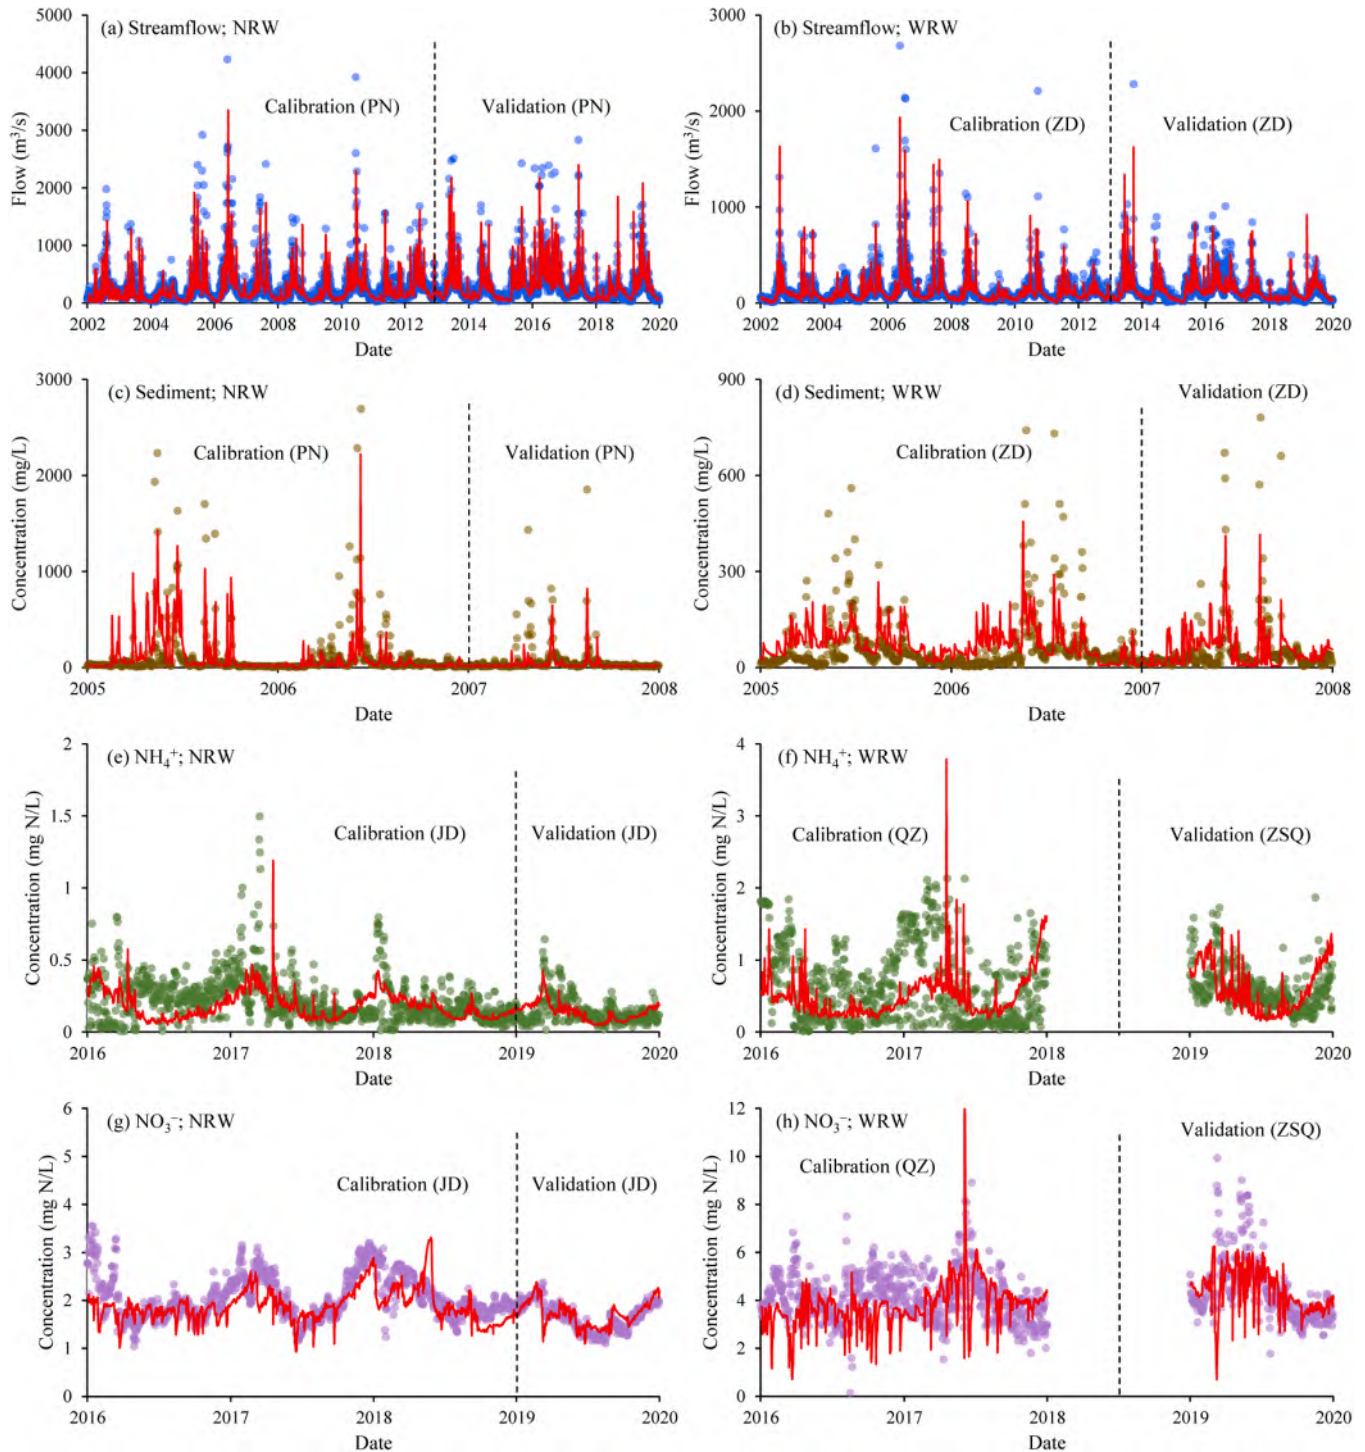 (a) Streamflow; NRW
Calibration (PN)
Validation (PN)
Flow (m³/s)
5000
4000
3000
2000
1000
0
2002 2004 2006 2008 2010 2012 2014 2016 2018 2020
Date
(b) Streamflow; WRW
Calibration (ZD)
Validation (ZD)
Flow (m³/s)
3000
2000
1000
0
2002 2004 2006 2008 2010 2012 2014 2016 2018 2020
Date
(c) Sediment; NRW
Calibration (PN)
Validation (PN)
Concentration (mg/L)
3000
2000
1000
0
2005 2006 2007 2008
Date
(d) Sediment; WRW
Validation (ZD)
Calibration (ZD)
Concentration (mg/L)
900
600
300
0
2005 2006 2007 2008
Date
(e) NH₄⁺; NRW
Calibration (JD)
Validation (JD)
Concentration (mg N/L)
2
1.5
1
0.5
0
2016 2017 2018 2019 2020
Date
(f) NH₄⁺; WRW
Calibration (QZ)
Validation (ZSQ)
Concentration (mg N/L)
4
3
2
1
0
2016 2017 2018 2019 2020
Date
(g) NO₃⁻; NRW
Calibration (JD)
Validation (JD)
Concentration (mg N/L)
6
5
4
3
2
1
0
2016 2017 2018 2019 2020
Date
(h) NO₃⁻; WRW
Validation (ZSQ)
Calibration (QZ)
Concentration (mg N/L)
12
10
8
6
4
2
0
2016 2017 2018 2019 2020
Date